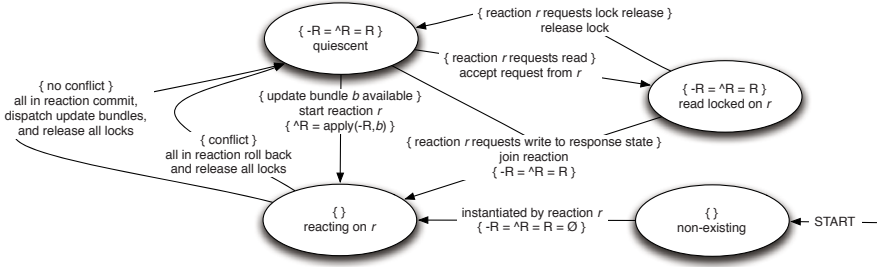 { reaction r requests lock release }
release lock
{ -R = ^R = R }
quiescent
{ reaction r requests read }
accept request from r
{ no conflict }
all in reaction commit,
dispatch update bundles,
and release all locks
{ update bundle b available }
start reaction r
{ ^R = apply(-R,b) }
{ -R = ^R = R }
read locked on r
{ conflict }
all in reaction roll back
and release all locks
{ reaction r requests write to response state }
join reaction
{ -R = ^R = R }
{ }
reacting on r
instantiated by reaction r
{ -R = ^R = R = Ø }
{ }
non-existing
START